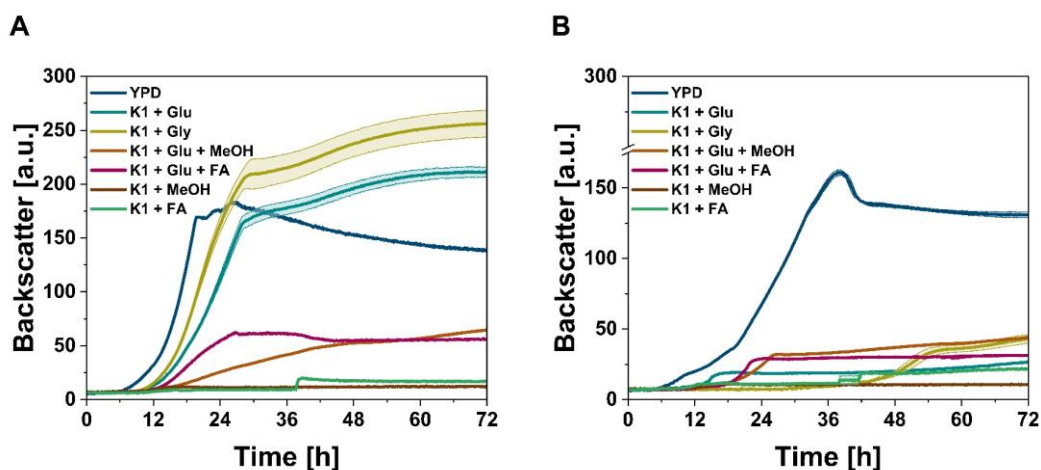 A
B
300
250
200
150
100
50
0
Backscatter [a.u.]
YPD
K1 + Glu
K1 + Gly
K1 + Glu + MeOH
K1 + Glu + FA
K1 + MeOH
K1 + FA
0 12 24 36 48 60 72
Time [h]
300
150
100
50
0
Backscatter [a.u.]
YPD
K1 + Glu
K1 + Gly
K1 + Glu + MeOH
K1 + Glu + FA
K1 + MeOH
K1 + FA
0 12 24 36 48 60 72
Time [h]